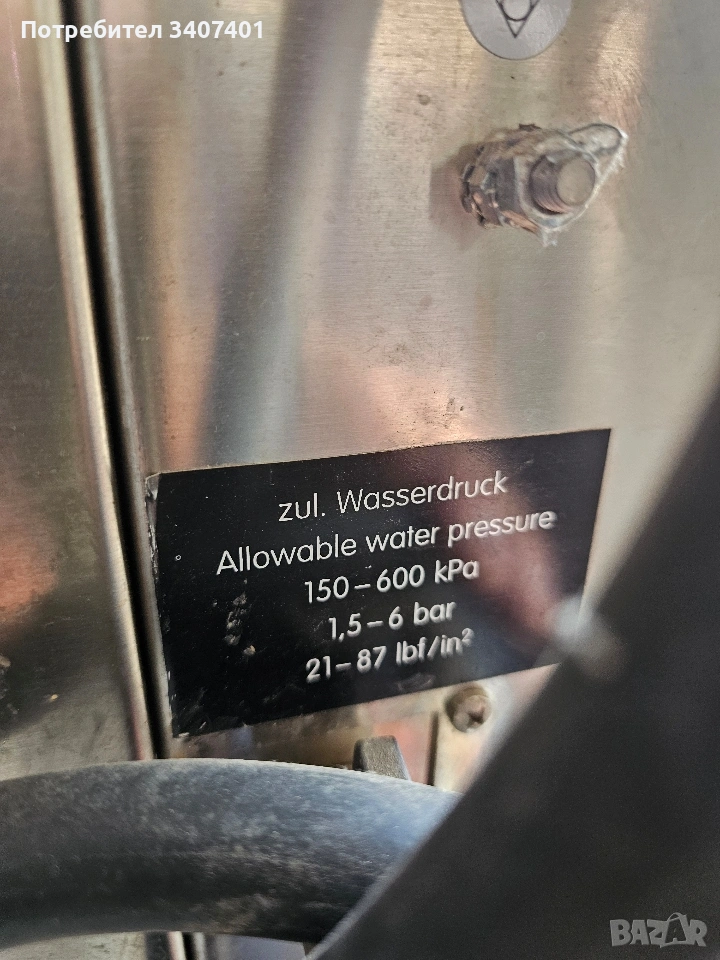 Потребител 3407401
zul. Wasserdruck
Allowable water pressure
150–600 kPa
1,5–6 bar
21–87 lbf/in²
BAZAR